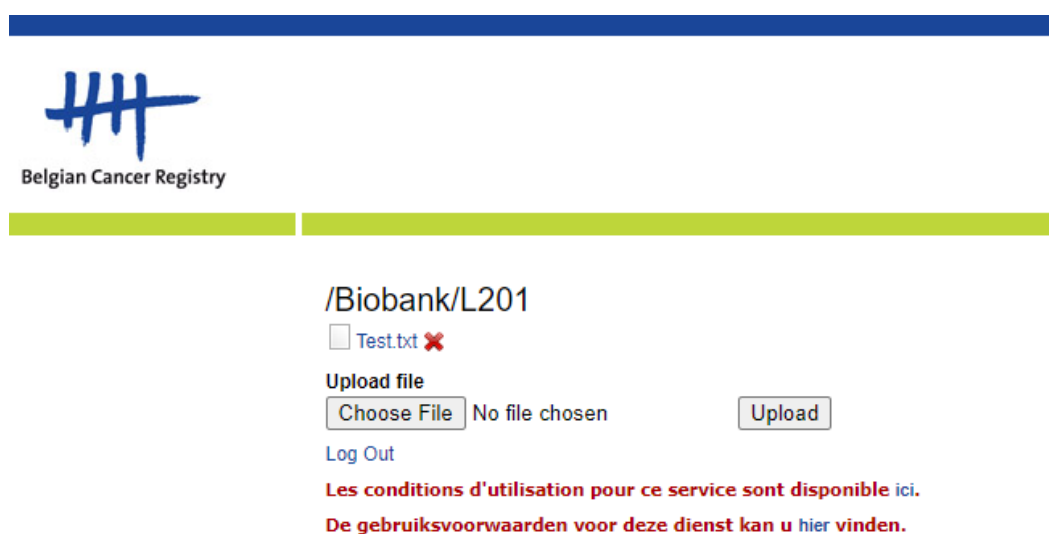 Belgian Cancer Registry
/Biobank/L201
Test.txt
Upload file
Choose File No file chosen Upload
Log Out
Les conditions d'utilisation pour ce service sont disponible ici.
De gebruiksvoorwaarden voor deze dienst kan u hier vinden.